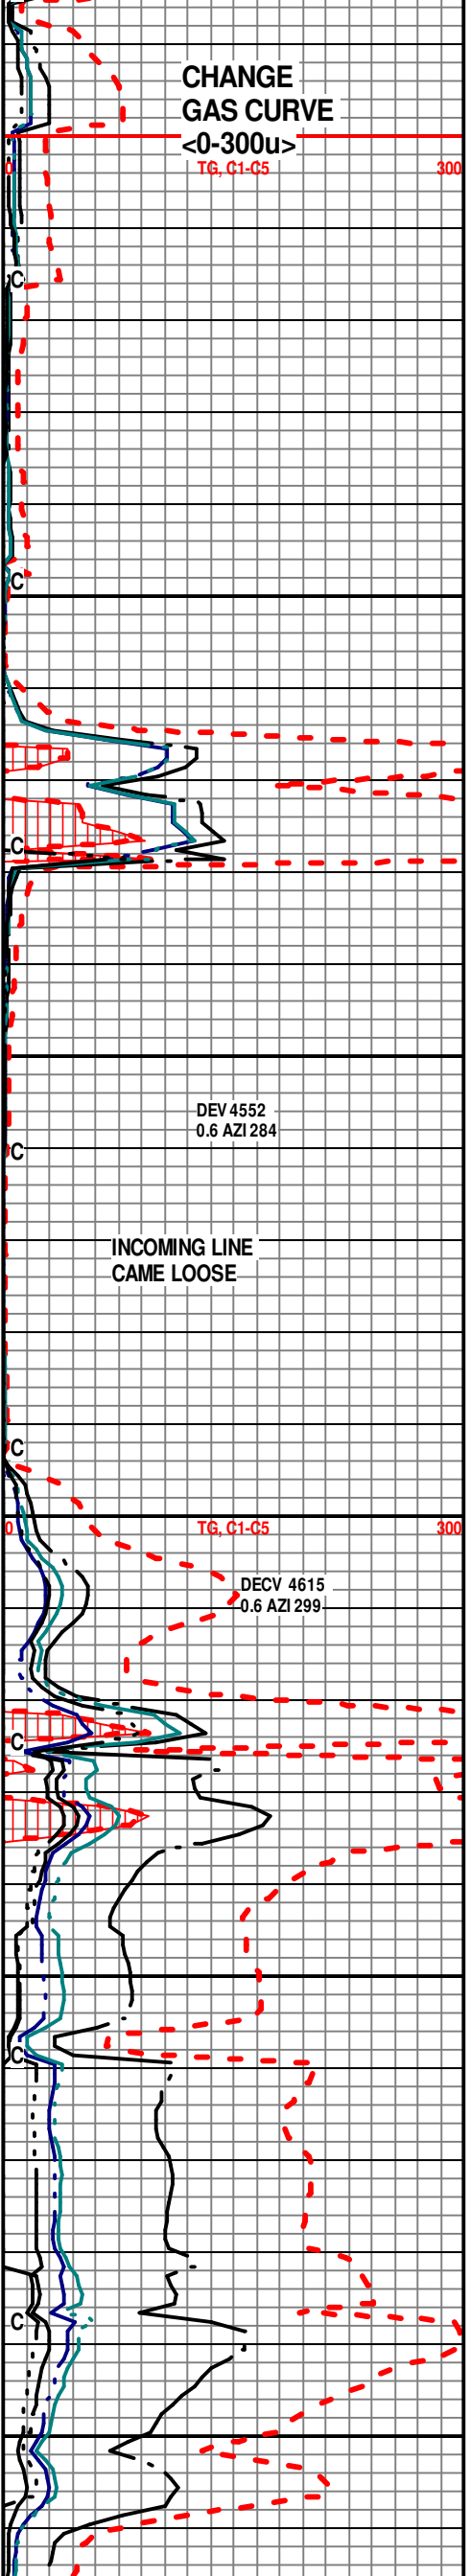 CHANGE
GAS CURVE
<0-300u>
0 TG, C1-C5 300
C
C
C
DEV 4552
0.6 AZI 284
C
INCOMING LINE
CAME LOOSE
C
0 TG, C1-C5 300
DECV 4615
0.6 AZI 299
C
C
C